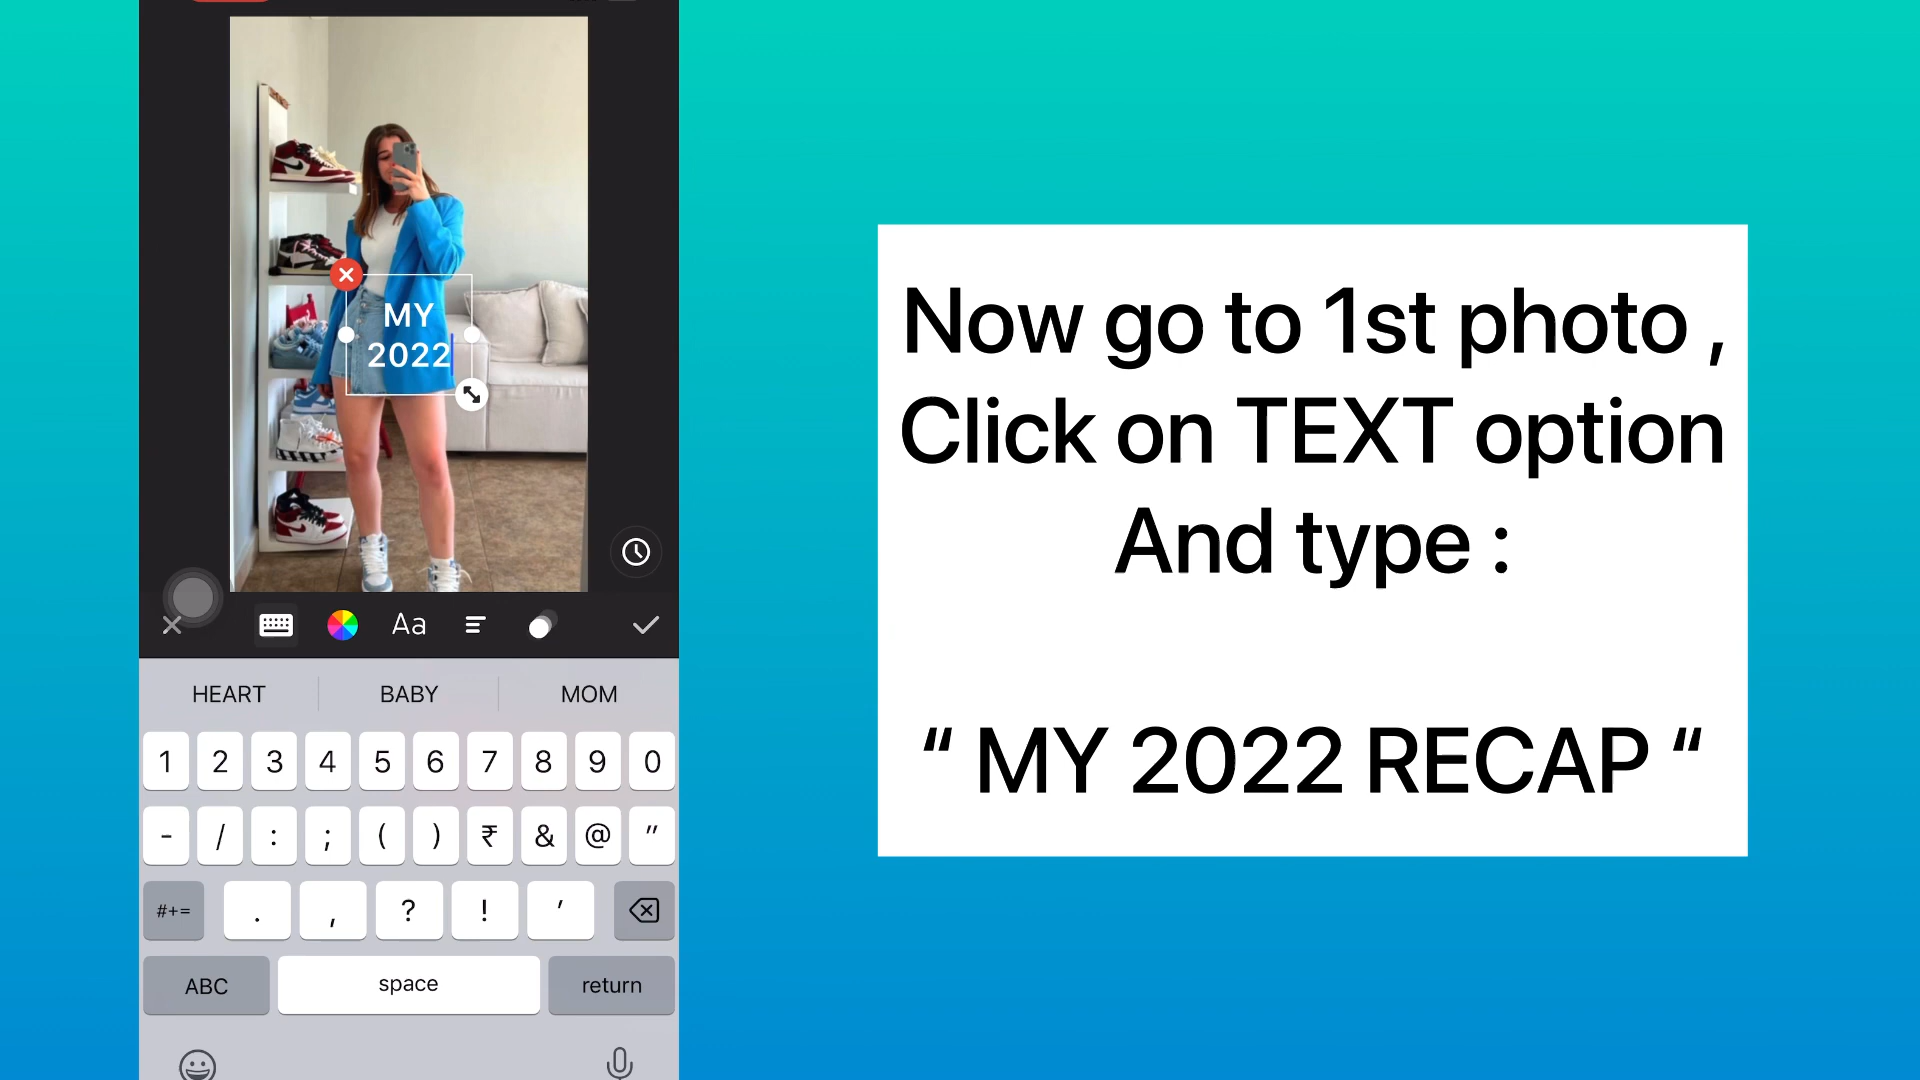 MY
2022
Aa
HEART BABY MOM
1 2 3 4 5 6 7 8 9 0
- / : ; ( ) ₹ & @ "
#+= . , ? ! '
ABC space return
Now go to 1st photo ,
Click on TEXT option
And type :
“ MY 2022 RECAP “